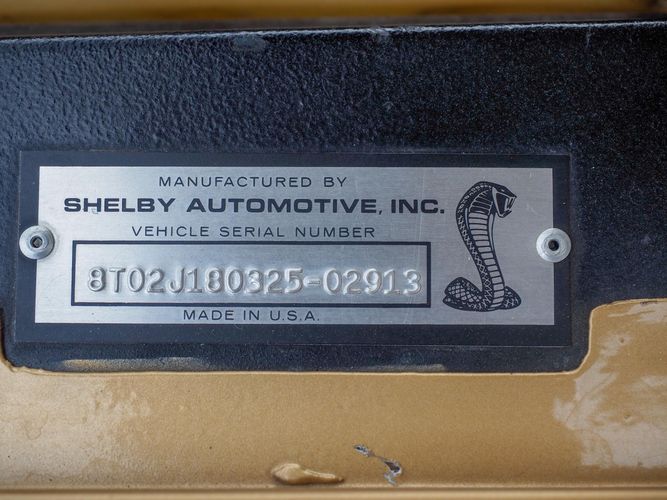 MANUFACTURED BY
SHELBY AUTOMOTIVE, INC.
VEHICLE SERIAL NUMBER
8T02J180325-02913
MADE IN U.S.A.